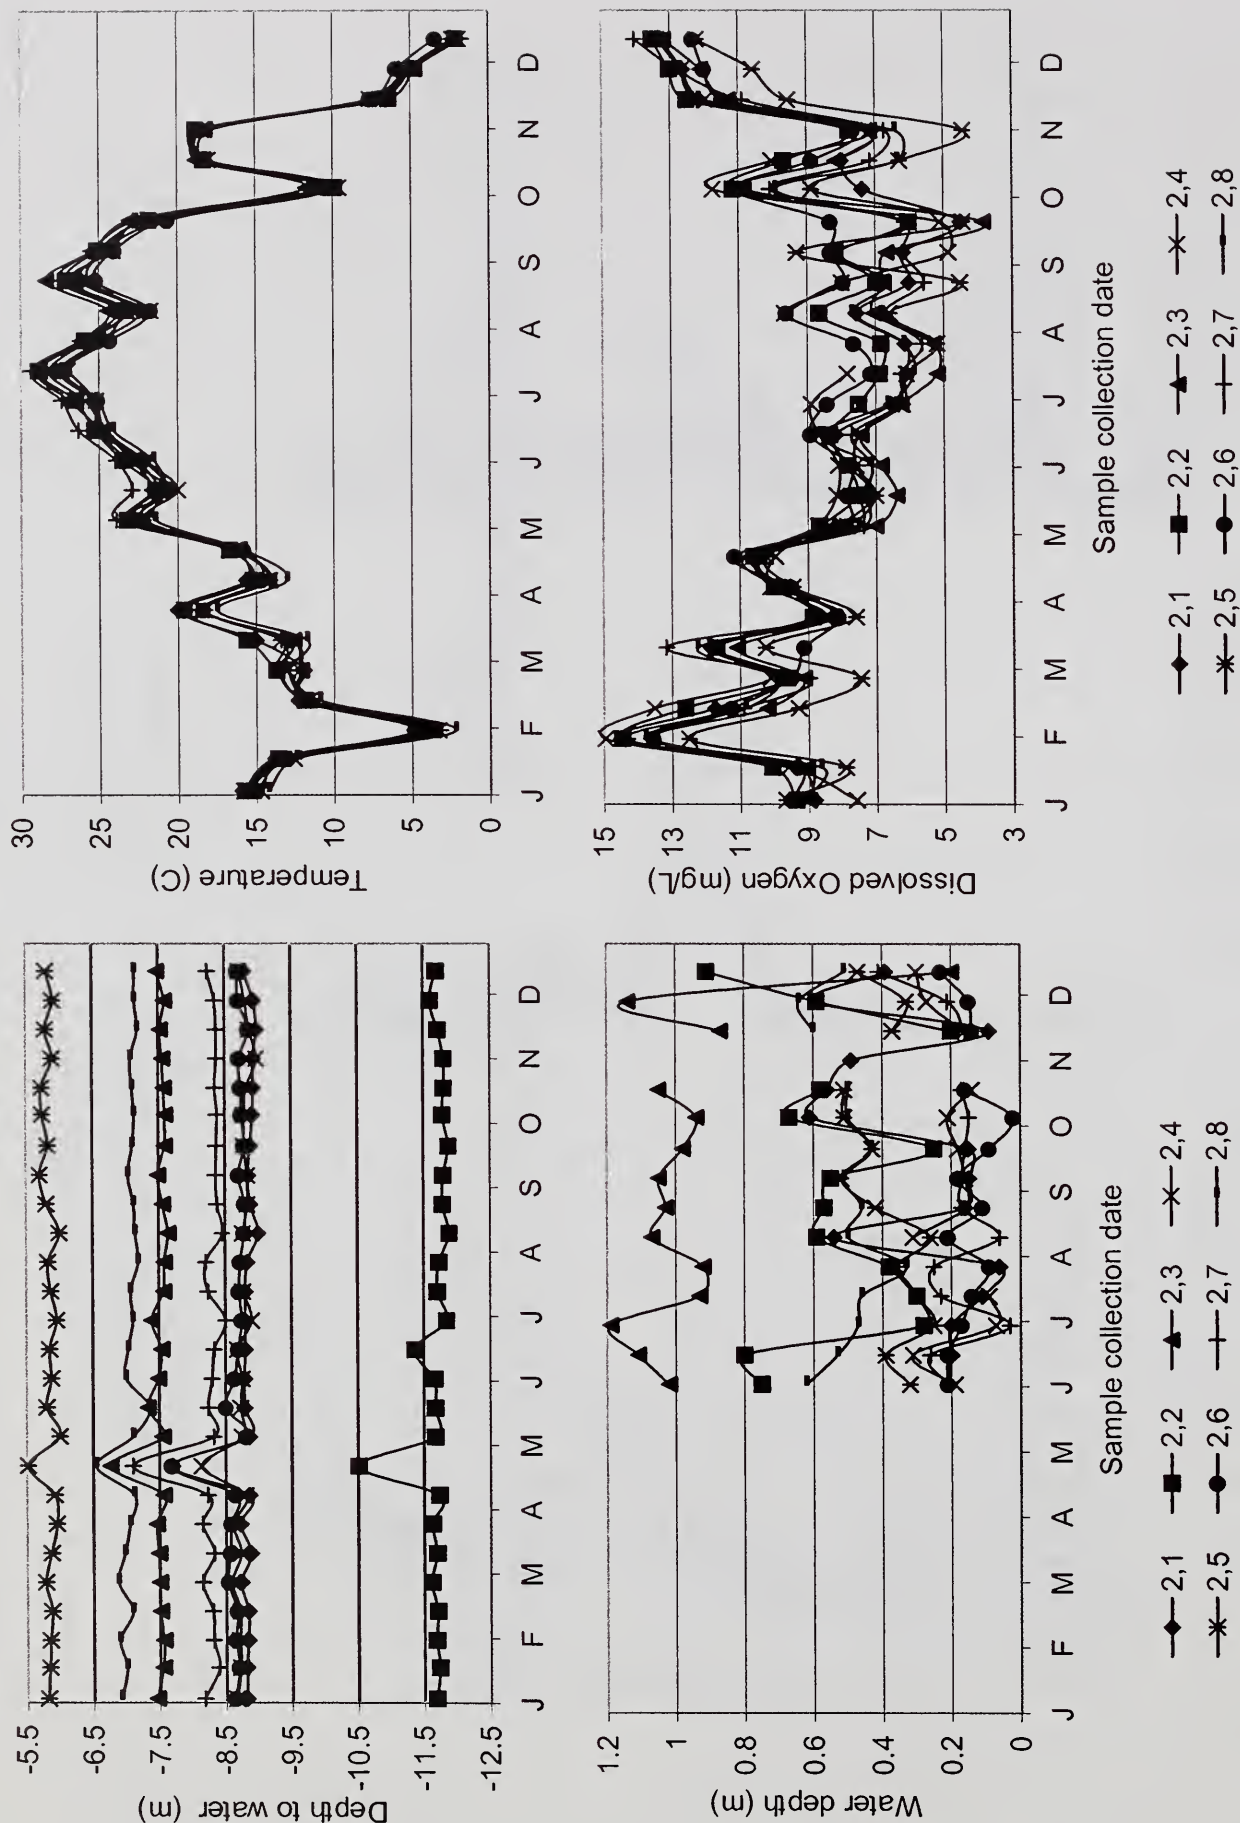 Depth to water
(m)
-5.5
-6.5
-7.5
-8.5
-9.5
-10.5
-11.5
-12.5
J F M A M J J A S O N D
Temperature (C)
30
25
20
15
10
5
0
J F M A M J J A S O N D
Water depth (m)
1.2
1
0.8
0.6
0.4
0.2
0
J F M A M J J A S O N D
Sample collection date
2,1 2,2 2,3 2,4
2,5 2,6 2,7 2,8
Dissolved Oxygen (mg/L)
15
13
11
9
7
5
3
J F M A M J J A S O N D
Sample collection date
2,1 2,2 2,3 2,4
2,5 2,6 2,7 2,8